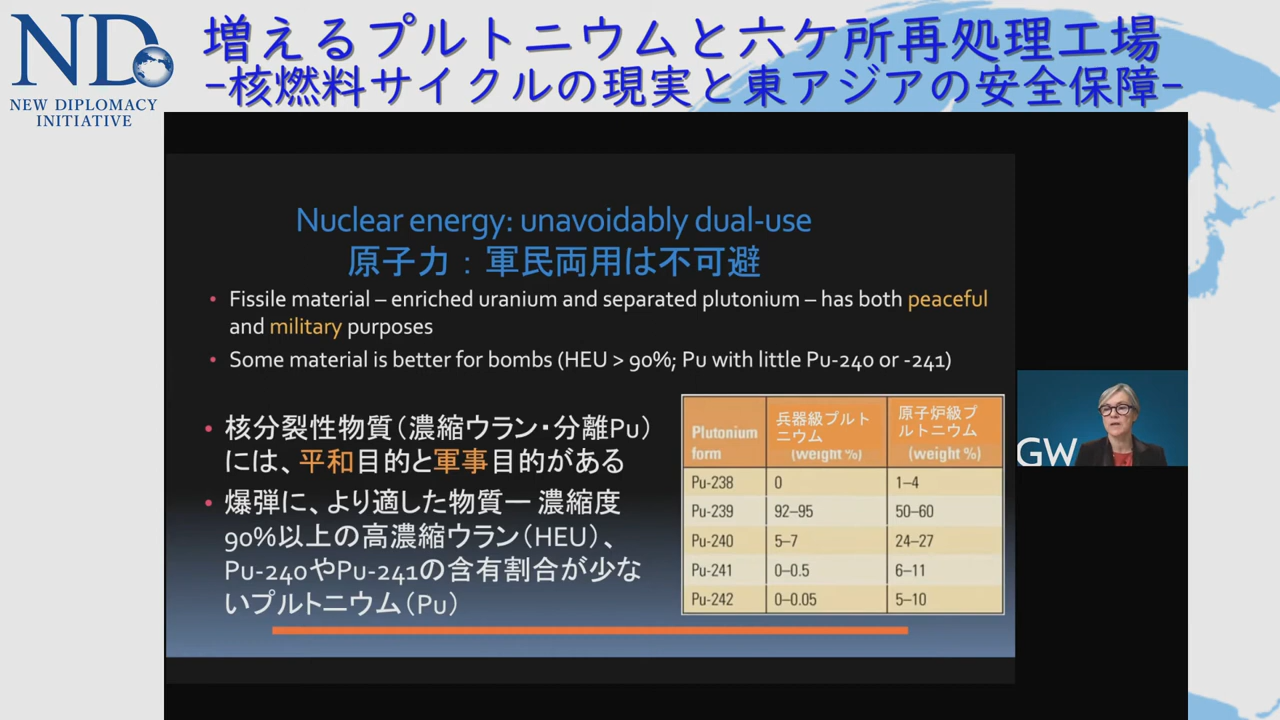 ND
NEW DIPLOMACY
INITIATIVE
増えるプルトニウムと六ケ所再処理工場
-核燃料サイクルの現実と東アジアの安全保障-
Nuclear energy: unavoidably dual-use
原子力：軍民両用は不可避
• Fissile material – enriched uranium and separated plutonium – has both peaceful
and military purposes
• Some material is better for bombs (HEU > 90%; Pu with little Pu-240 or -241)
• 核分裂性物質（濃縮ウラン・分離Pu）
には、平和目的と軍事目的がある
• 爆弾に、より適した物質ー 濃縮度
90%以上の高濃縮ウラン（HEU）、
Pu-240やPu-241の含有割合が少な
いプルトニウム（Pu）
Plutonium form 兵器級プルトニウム (weight %) 原子炉級プルトニウム (weight %)
Pu-238 0 1–4
Pu-239 92–95 50–60
Pu-240 5–7 24–27
Pu-241 0–0.5 6–11
Pu-242 0–0.05 5–10
GW